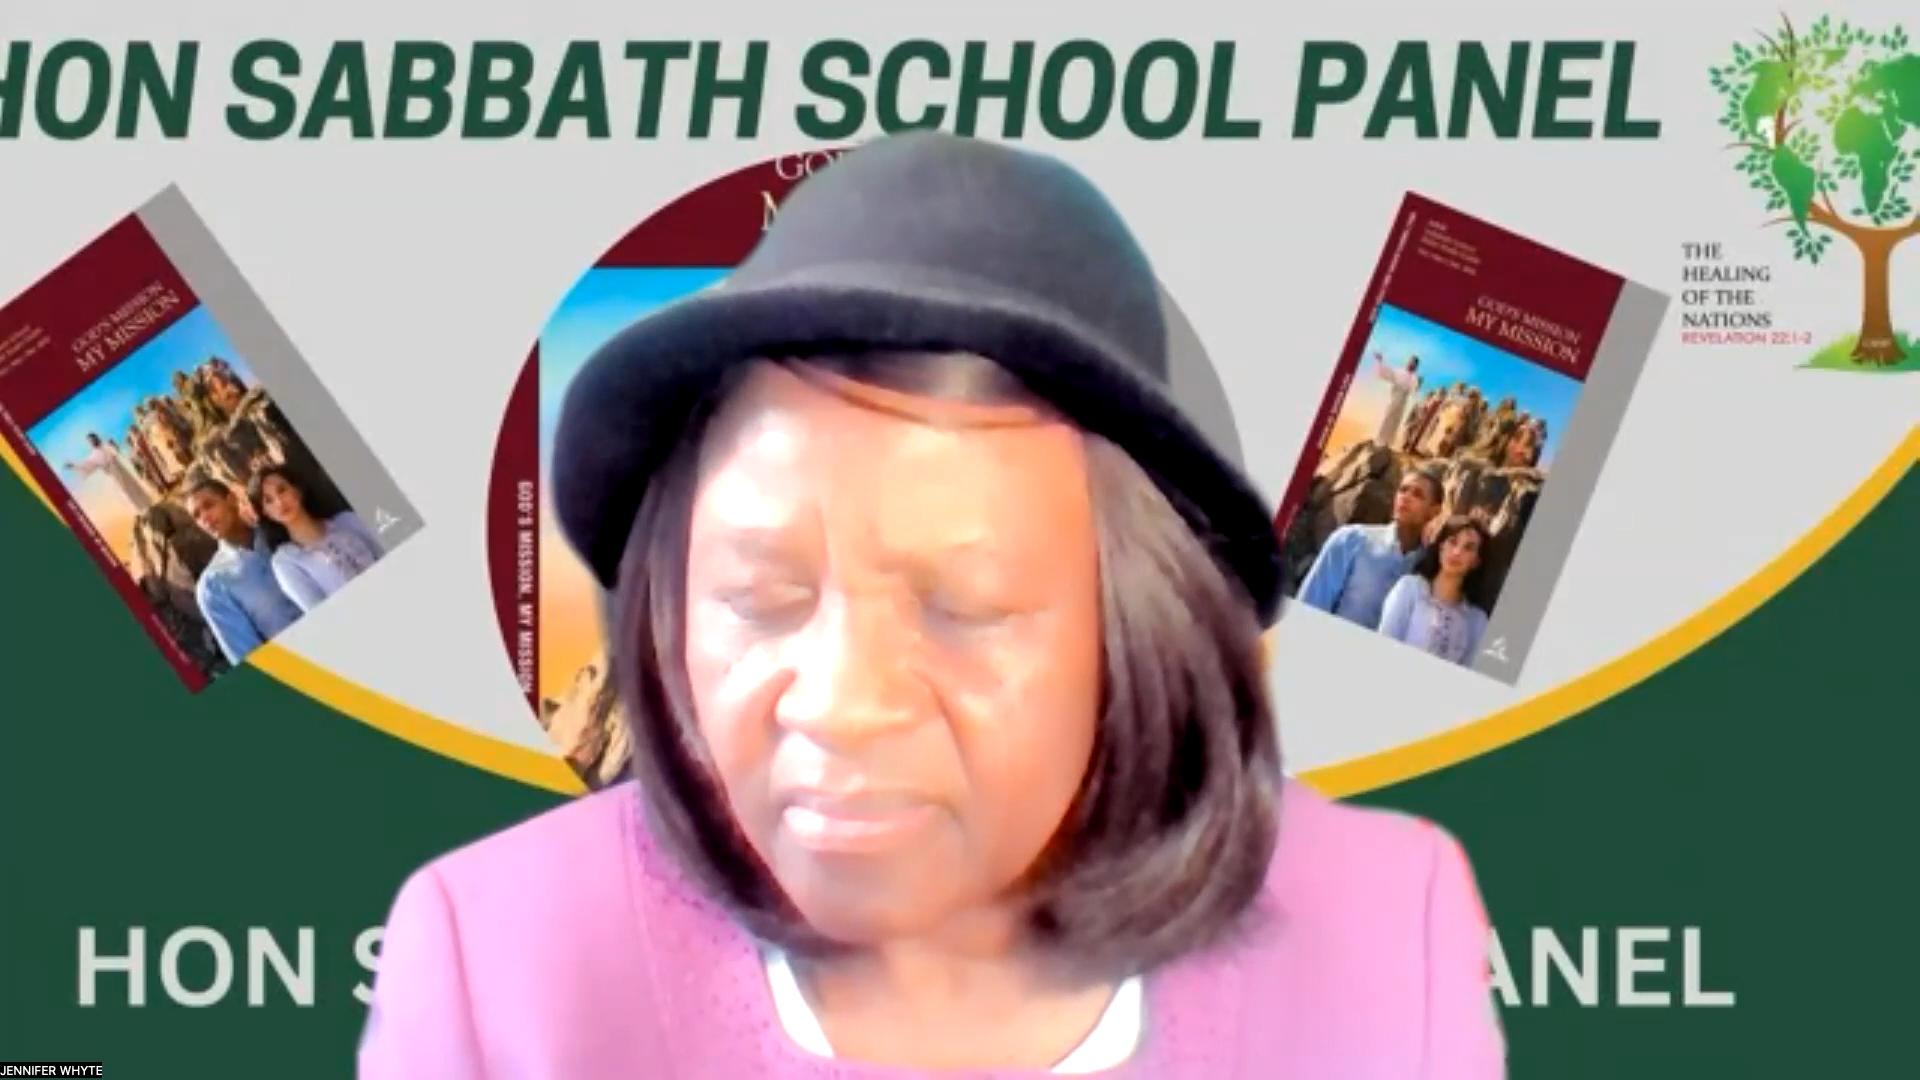 HON SABBATH SCHOOL PANEL
GOD'S MISSION
MY MISSION
GOD'S MISSION, MY MISSION
GOD'S MISSION
MY MISSION
THE
HEALING
OF THE
NATIONS
REVELATION 22:1-2
HON S
ANEL
JENNIFER WHYTE